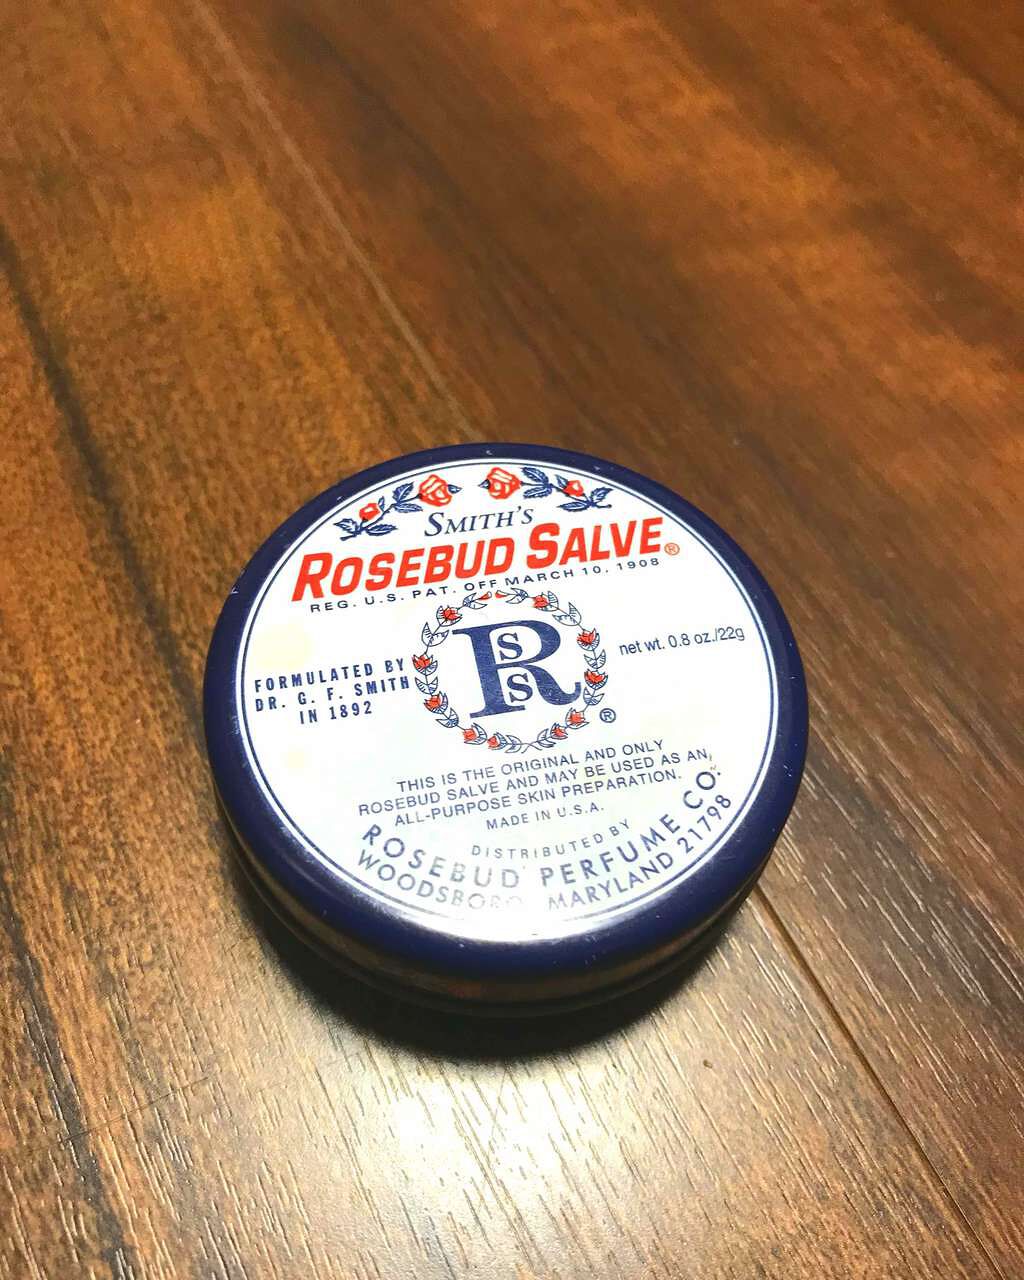 SMITH'S
ROSEBUD SALVE®
REG. U.S. PAT. OFF MARCH 10, 1908
FORMULATED BY
DR. G. F. SMITH
IN 1892
RSS
®
net wt. 0.8 oz./22g
THIS IS THE ORIGINAL AND ONLY
ROSEBUD SALVE AND MAY BE USED AS AN
ALL-PURPOSE SKIN PREPARATION.
MADE IN U.S.A.
DISTRIBUTED BY
ROSEBUD PERFUME CO.
WOODSBORO MARYLAND 21798